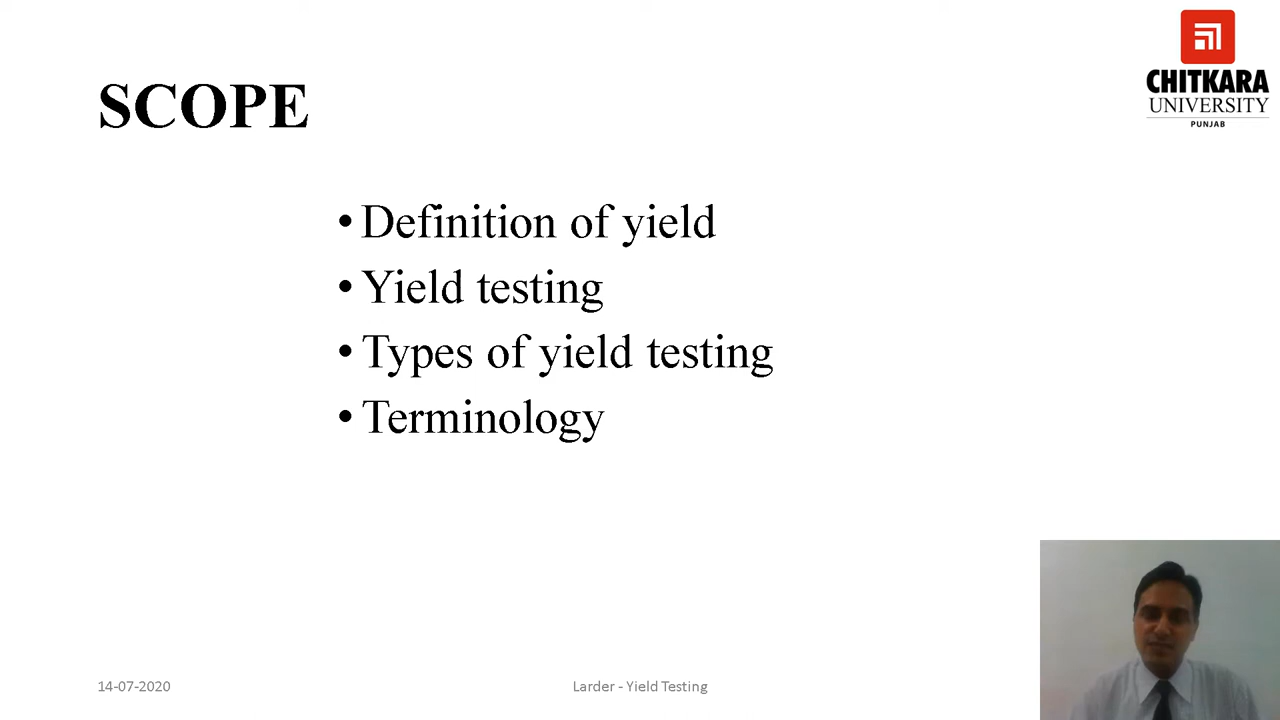 CHITKARA
UNIVERSITY
PUNJAB
SCOPE
• Definition of yield
• Yield testing
• Types of yield testing
• Terminology
14-07-2020
Larder - Yield Testing